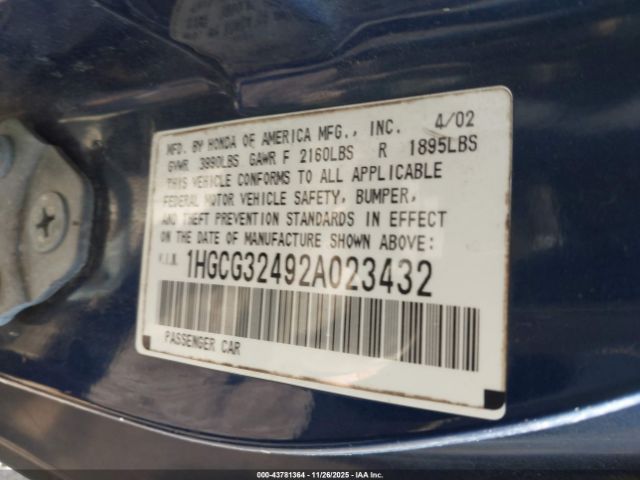 MFD. BY HONDA OF AMERICA MFG., INC. 4/02
GVWR 3990LBS GAWR F 2160LBS R 1895LBS
THIS VEHICLE CONFORMS TO ALL APPLICABLE
FEDERAL MOTOR VEHICLE SAFETY, BUMPER,
AND THEFT PREVENTION STANDARDS IN EFFECT
ON THE DATE OF MANUFACTURE SHOWN ABOVE:
V.I.N. 1HGCG32492A023432
PASSENGER CAR
00-43781364 | 11/26/2025 | IAA Inc.